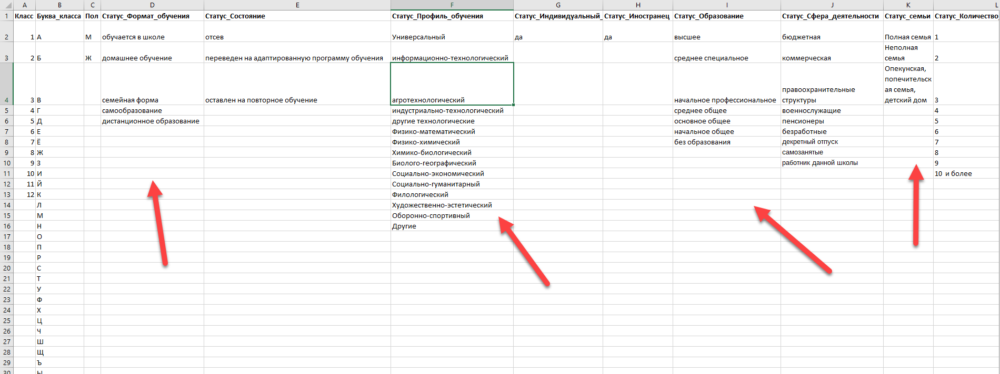 A B C D E F G H I J K L
1 Класс Буква_класса Пол Статус_Формат_обучения Статус_Состояние Статус_Профиль_обучения Статус_Индивидуальный_ Статус_Иностранец Статус_Образование Статус_Сфера_деятельности Статус_семьи Статус_Количество_
2 1 А М обучается в школе отсев Универсальный да да высшее бюджетная Полная семья 1
3 2 Б Ж домашнее обучение переведен на адаптированную программу обучения информационно-технологический среднее специальное коммерческая Неполная семья 2
4 3 В семейная форма оставлен на повторное обучение агротехнологический начальное профессиональное правоохранительные структуры Опекунская, попечительск ая семья, детский дом 3
5 4 Г самообразование индустриально-технологический среднее общее военнослужащие 4
6 5 Д дистанционное образование другие технологические основное общее пенсионеры 5
7 6 Е Физико-математический начальное общее безработные 6
8 7 Ё Физико-химический без образования декретный отпуск 7
9 8 Ж Химико-биологический самозанятые 8
10 9 З Биолого-географический работник данной школы 9
11 10 И Социально-экономический 10 и более
12 11 Й Социально-гуманитарный
13 12 К Филологический
14 Л Художественно-эстетический
15 М Оборонно-спортивный
16 Н Другие
17 О
18 П
19 Р
20 С
21 Т
22 У
23 Ф
24 Х
25 Ц
26 Ч
27 Ш
28 Щ
29 Ъ
30 Ы